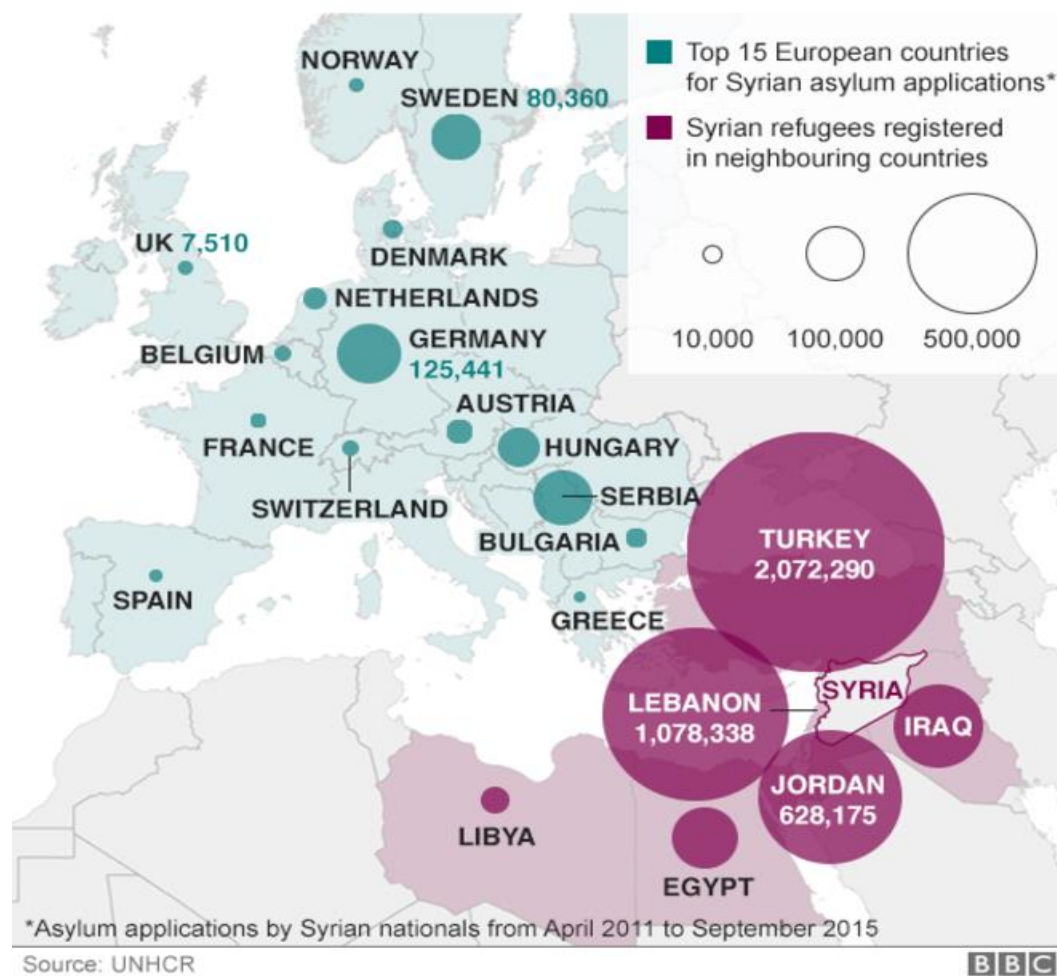 Top 15 European countries
for Syrian asylum applications*
Syrian refugees registered
in neighbouring countries
10,000 100,000 500,000
NORWAY
SWEDEN 80,360
UK 7,510
DENMARK
NETHERLANDS
BELGIUM
GERMANY
125,441
AUSTRIA
FRANCE
HUNGARY
SWITZERLAND
SERBIA
BULGARIA
SPAIN
GREECE
TURKEY
2,072,290
SYRIA
LEBANON
1,078,338
IRAQ
JORDAN
628,175
LIBYA
EGYPT
*Asylum applications by Syrian nationals from April 2011 to September 2015
Source: UNHCR
BBC